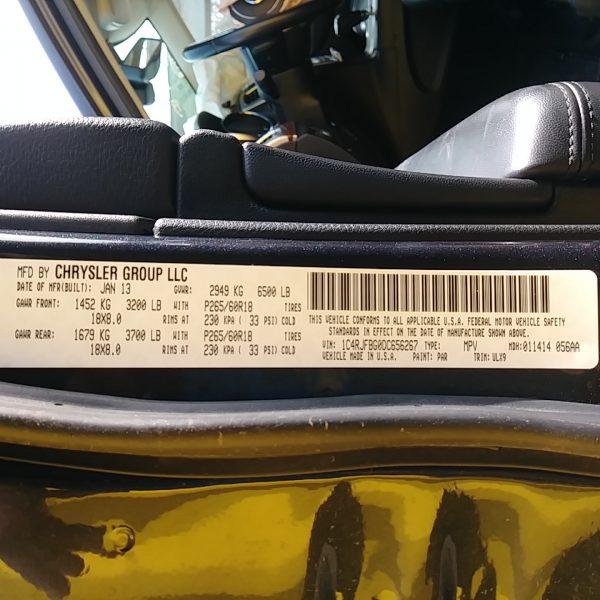 MFD BY CHRYSLER GROUP LLC
DATE OF MFR(BUILT): JAN 13 GVWR: 2949 KG 6500 LB
GAWR FRONT: 1452 KG 3200 LB WITH P265/60R18 TIRES
18X8.0 RIMS AT 230 KPA ( 33 PSI) COLD
GAWR REAR: 1679 KG 3700 LB WITH P265/60R18 TIRES
18X8.0 RIMS AT 230 KPA ( 33 PSI) COLD
THIS VEHICLE CONFORMS TO ALL APPLICABLE U.S.A. FEDERAL MOTOR VEHICLE SAFETY
STANDARDS IN EFFECT ON THE DATE OF MANUFACTURE SHOWN ABOVE.
VIN: 1C4RJFBG0DC656267 TYPE: MPV MDH:011414 056AA
VEHICLE MADE IN U.S.A. PAINT: PAR TRIM: ULX9